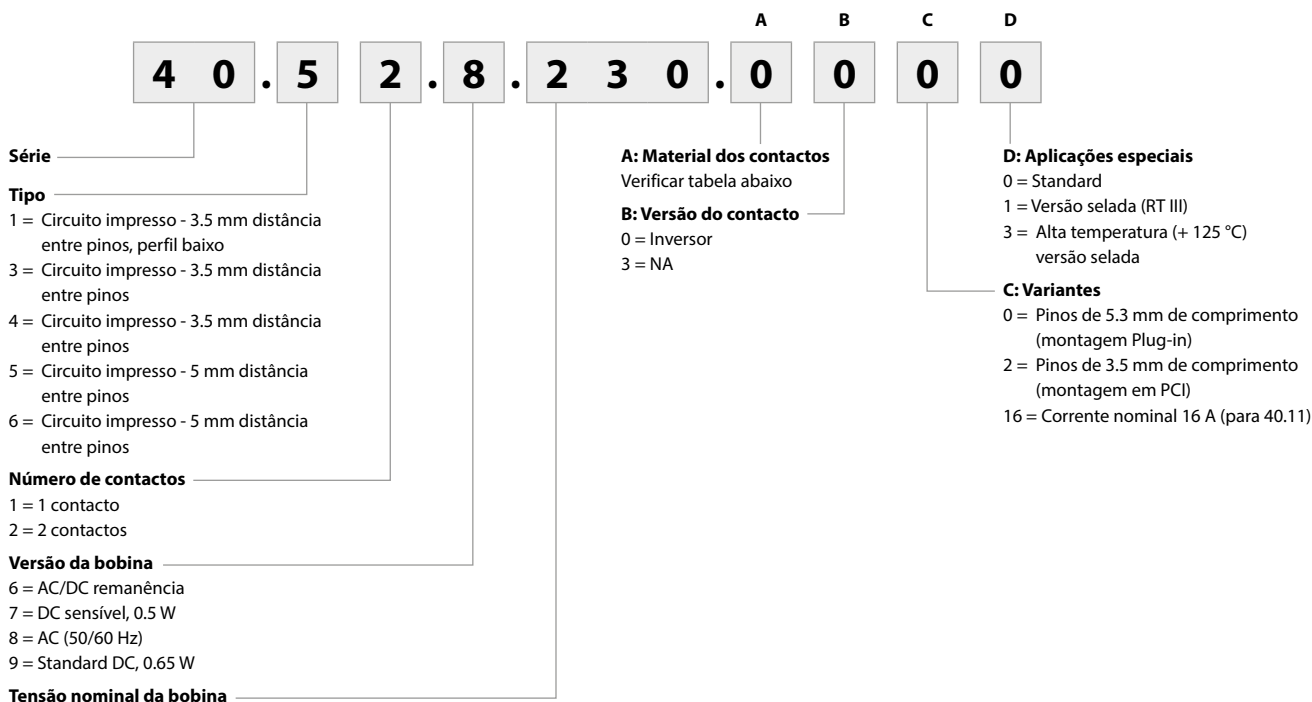 A B C D
4 0 . 5 2 . 8 . 2 3 0 . 0 0 0 0
Série
Tipo
1 = Circuito impresso - 3.5 mm distância
entre pinos, perfil baixo
3 = Circuito impresso - 3.5 mm distância
entre pinos
4 = Circuito impresso - 3.5 mm distância
entre pinos
5 = Circuito impresso - 5 mm distância
entre pinos
6 = Circuito impresso - 5 mm distância
entre pinos
Número de contactos
1 = 1 contacto
2 = 2 contactos
Versão da bobina
6 = AC/DC remanência
7 = DC sensível, 0.5 W
8 = AC (50/60 Hz)
9 = Standard DC, 0.65 W
Tensão nominal da bobina
A: Material dos contactos
Verificar tabela abaixo
B: Versão do contacto
0 = Inversor
3 = NA
D: Aplicações especiais
0 = Standard
1 = Versão selada (RT III)
3 = Alta temperatura (+ 125 °C)
versão selada
C: Variantes
0 = Pinos de 5.3 mm de comprimento
(montagem Plug-in)
2 = Pinos de 3.5 mm de comprimento
(montagem em PCI)
16 = Corrente nominal 16 A (para 40.11)